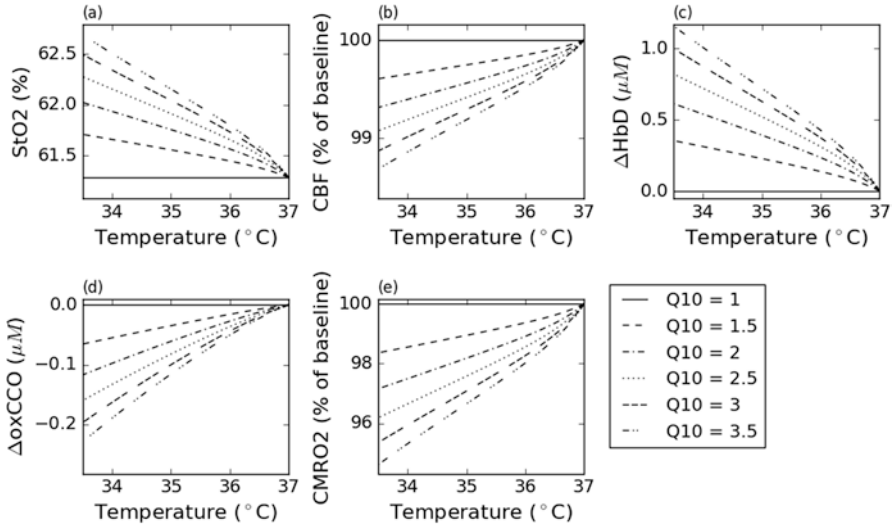 (a)
StO2 (%)
62.5
62.0
61.5
34 35 36 37
Temperature (°C)
(b)
CBF (% of baseline)
100
99
34 35 36 37
Temperature (°C)
(c)
ΔHbD (μM)
1.0
0.5
0.0
34 35 36 37
Temperature (°C)
(d)
ΔoxCCO (μM)
0.0
−0.1
−0.2
34 35 36 37
Temperature (°C)
(e)
CMRO2 (% of baseline)
100
98
96
34 35 36 37
Temperature (°C)
Q10 = 1
Q10 = 1.5
Q10 = 2
Q10 = 2.5
Q10 = 3
Q10 = 3.5